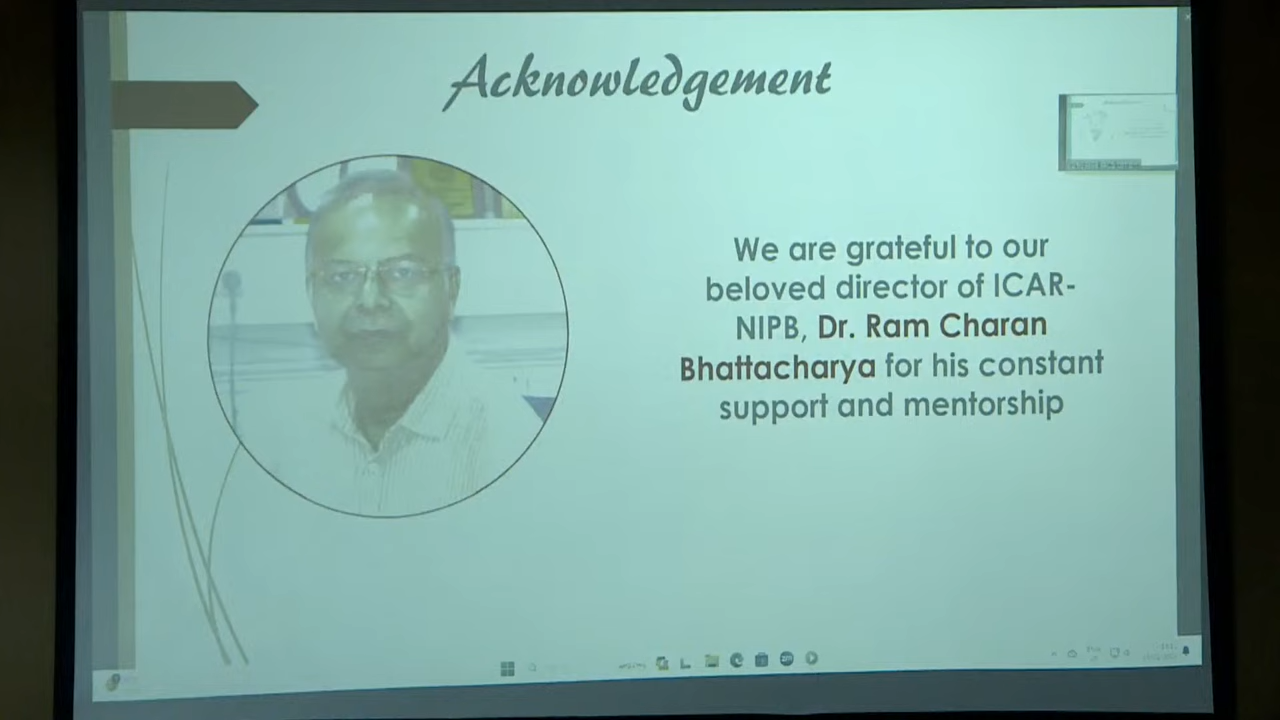 Acknowledgement
We are grateful to our
beloved director of ICAR-
NIPB, Dr. Ram Charan
Bhattacharya for his constant
support and mentorship